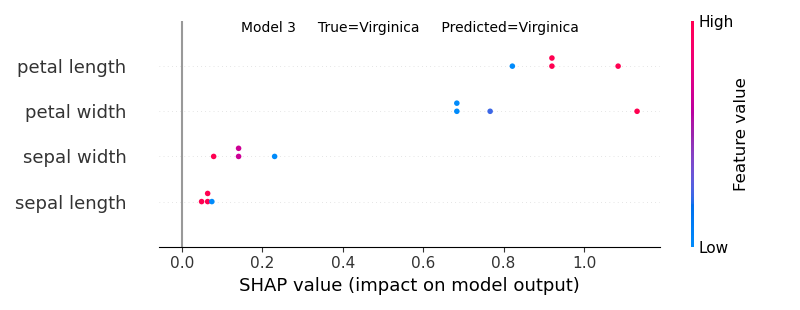 Model 3 True=Virginica Predicted=Virginica
High
petal length
petal width
sepal width
sepal length
Feature value
Low
0.0 0.2 0.4 0.6 0.8 1.0
SHAP value (impact on model output)